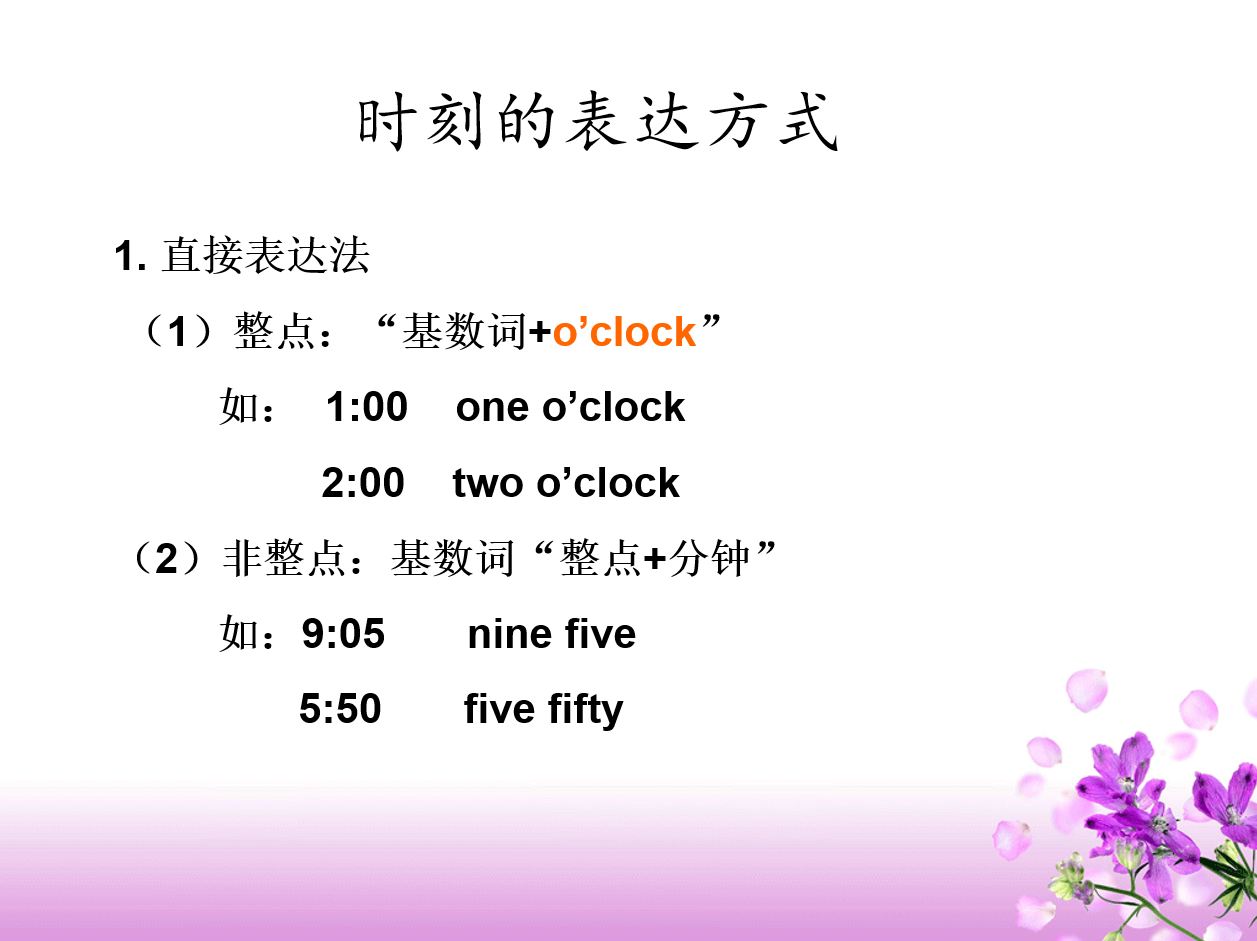 时刻的表达方式
1. 直接表达法
（1）整点：“基数词+o’clock”
如： 1:00 one o’clock
2:00 two o’clock
（2）非整点：基数词“整点+分钟”
如：9:05 nine five
5:50 five fifty